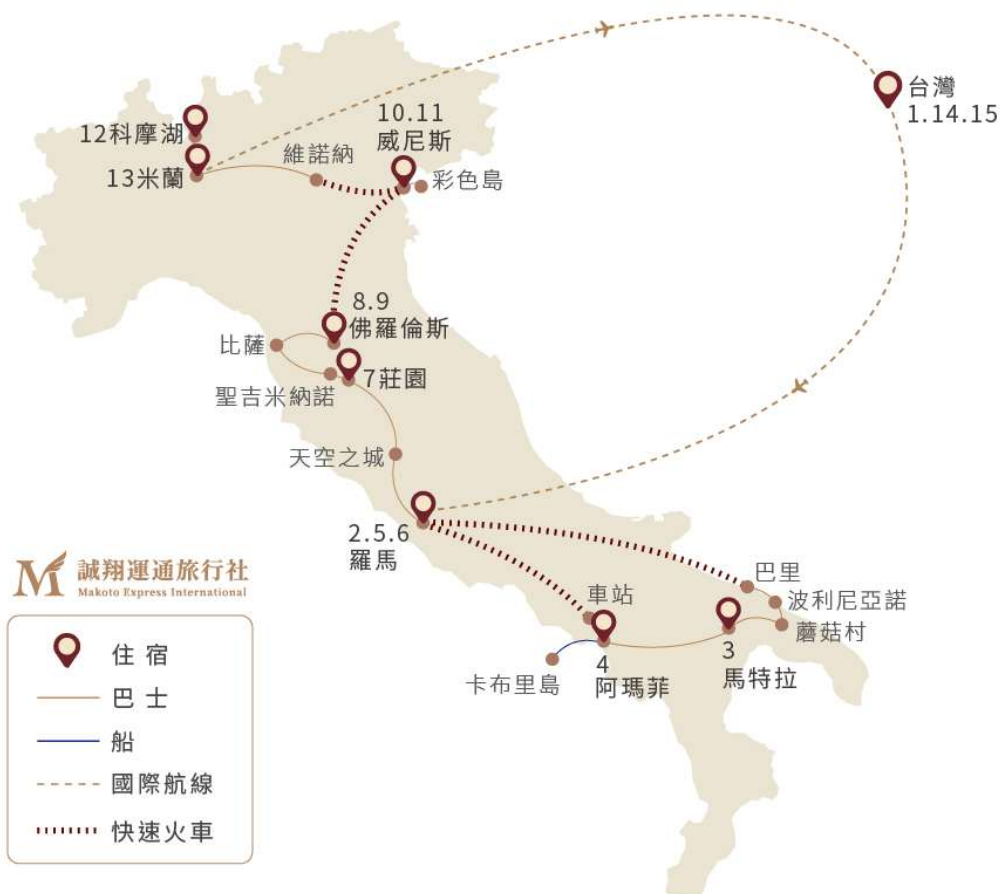 台灣
1.14.15
10.11
威尼斯
12科摩湖
維諾納
13米蘭
彩色島
8.9
佛羅倫斯
比薩
7莊園
聖吉米納諾
天空之城
2.5.6
羅馬
巴里
車站
波利尼亞諾
蘑菇村
3
馬特拉
4
阿瑪菲
卡布里島
誠翔運通旅行社
Makoto Express International
住宿
巴士
船
國際航線
快速火車